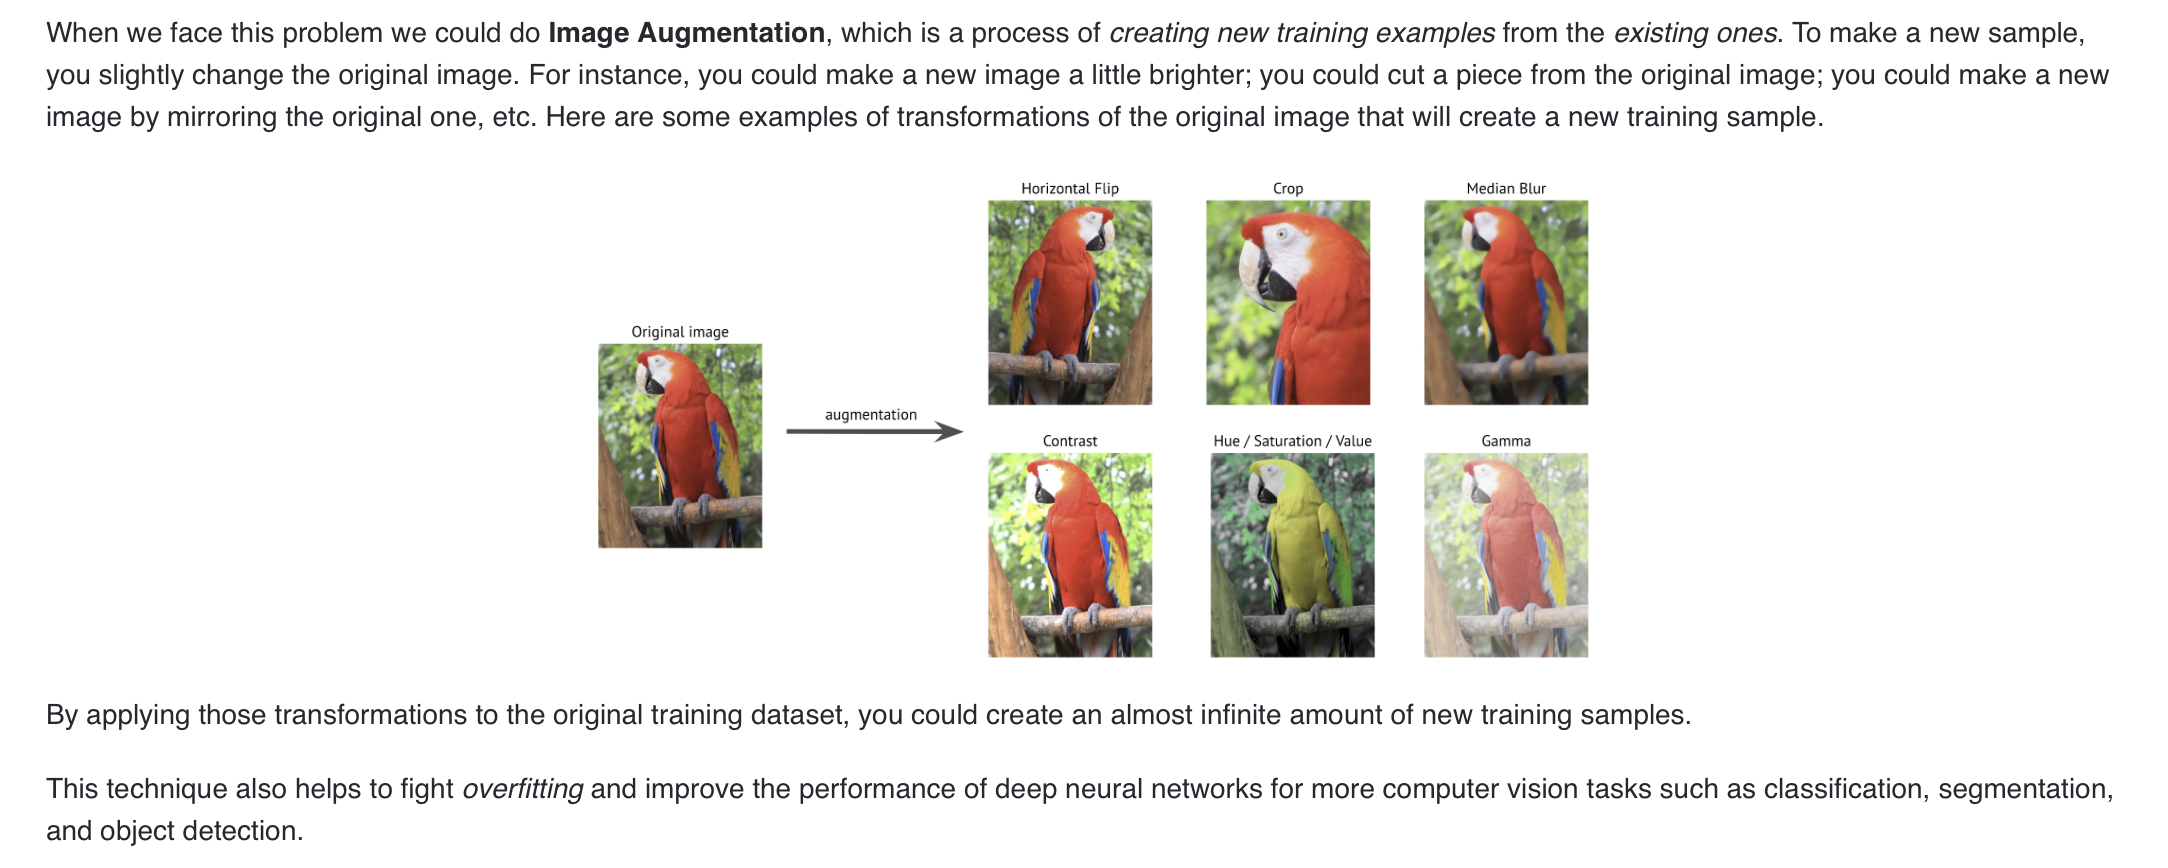 When we face this problem we could do Image Augmentation, which is a process of creating new training examples from the existing ones. To make a new sample,
you slightly change the original image. For instance, you could make a new image a little brighter; you could cut a piece from the original image; you could make a new
image by mirroring the original one, etc. Here are some examples of transformations of the original image that will create a new training sample.
Horizontal Flip
Crop
Median Blur
Original image
augmentation
Contrast
Hue / Saturation / Value
Gamma
By applying those transformations to the original training dataset, you could create an almost infinite amount of new training samples.
This technique also helps to fight overfitting and improve the performance of deep neural networks for more computer vision tasks such as classification, segmentation,
and object detection.